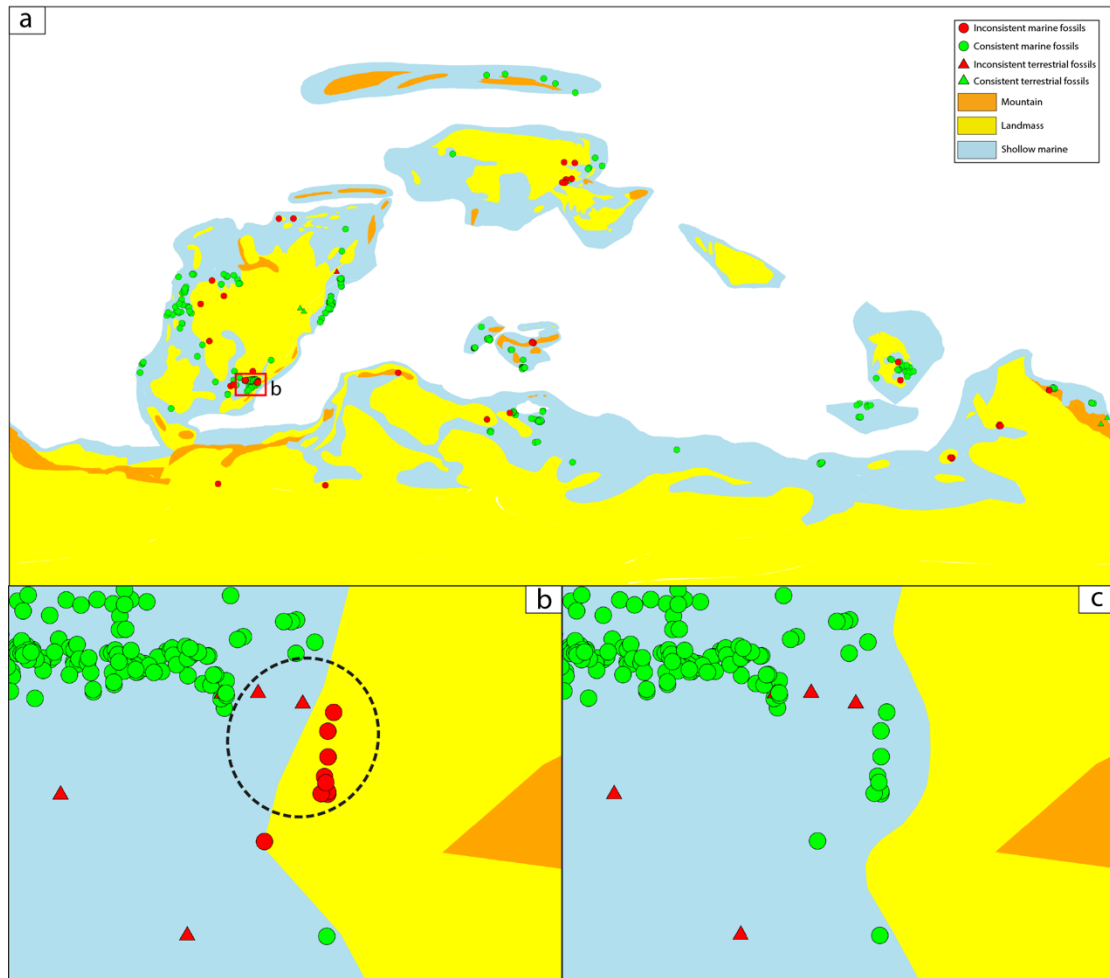 a
Inconsistent marine fossils
Consistent marine fossils
Inconsistent terrestrial fossils
Consistent terrestrial fossils
Mountain
Landmass
Shollow marine
b
b
c